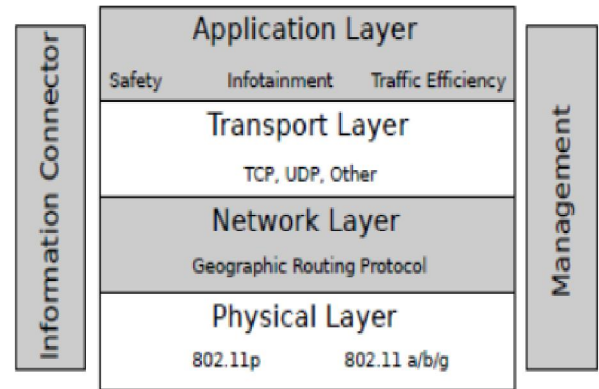 Information Connector
Application Layer
Safety Infotainment Traffic Efficiency
Transport Layer
TCP, UDP, Other
Network Layer
Geographic Routing Protocol
Physical Layer
802.11p 802.11 a/b/g
Management